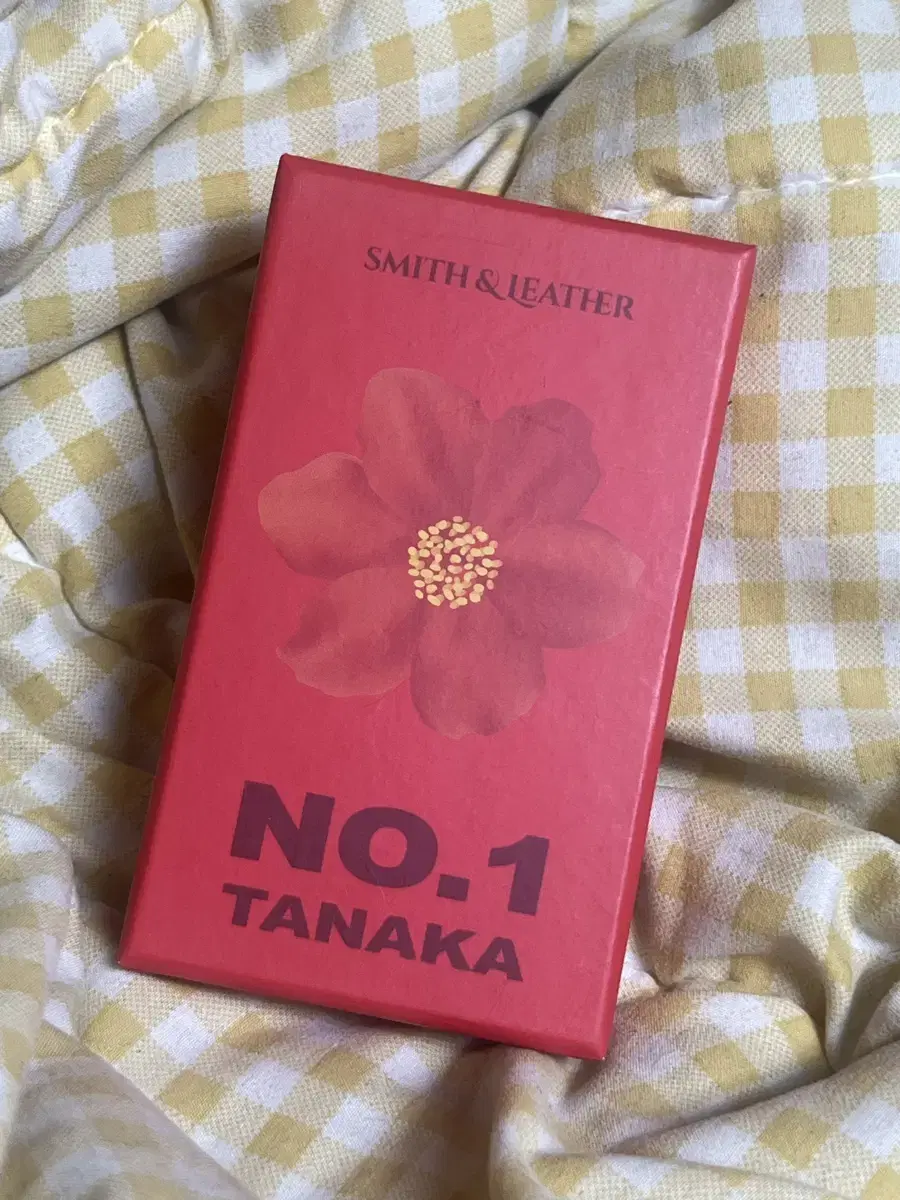 SMITH & LEATHER
NO.1
TANAKA